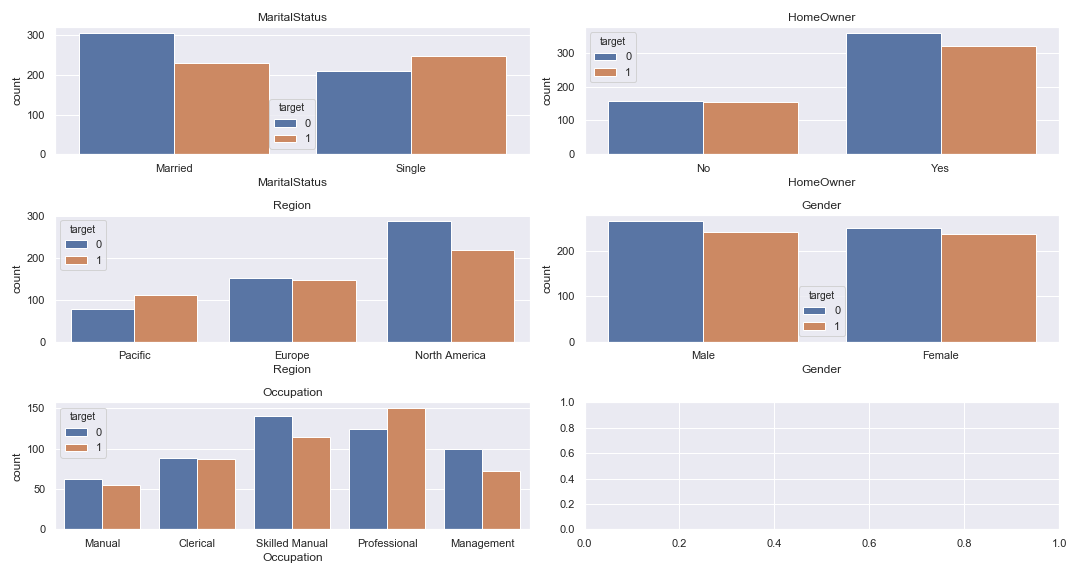 MaritalStatus
300
200
100
0
count
target
0
1
Married Single
MaritalStatus
HomeOwner
300
200
100
0
count
target
0
1
No Yes
HomeOwner
Region
300
200
100
0
count
target
0
1
Pacific Europe North America
Region
Gender
200
100
0
count
target
0
1
Male Female
Gender
Occupation
150
100
50
0
count
target
0
1
Manual Clerical Skilled Manual Professional Management
Occupation
1.0
0.8
0.6
0.4
0.2
0.0
0.0 0.2 0.4 0.6 0.8 1.0